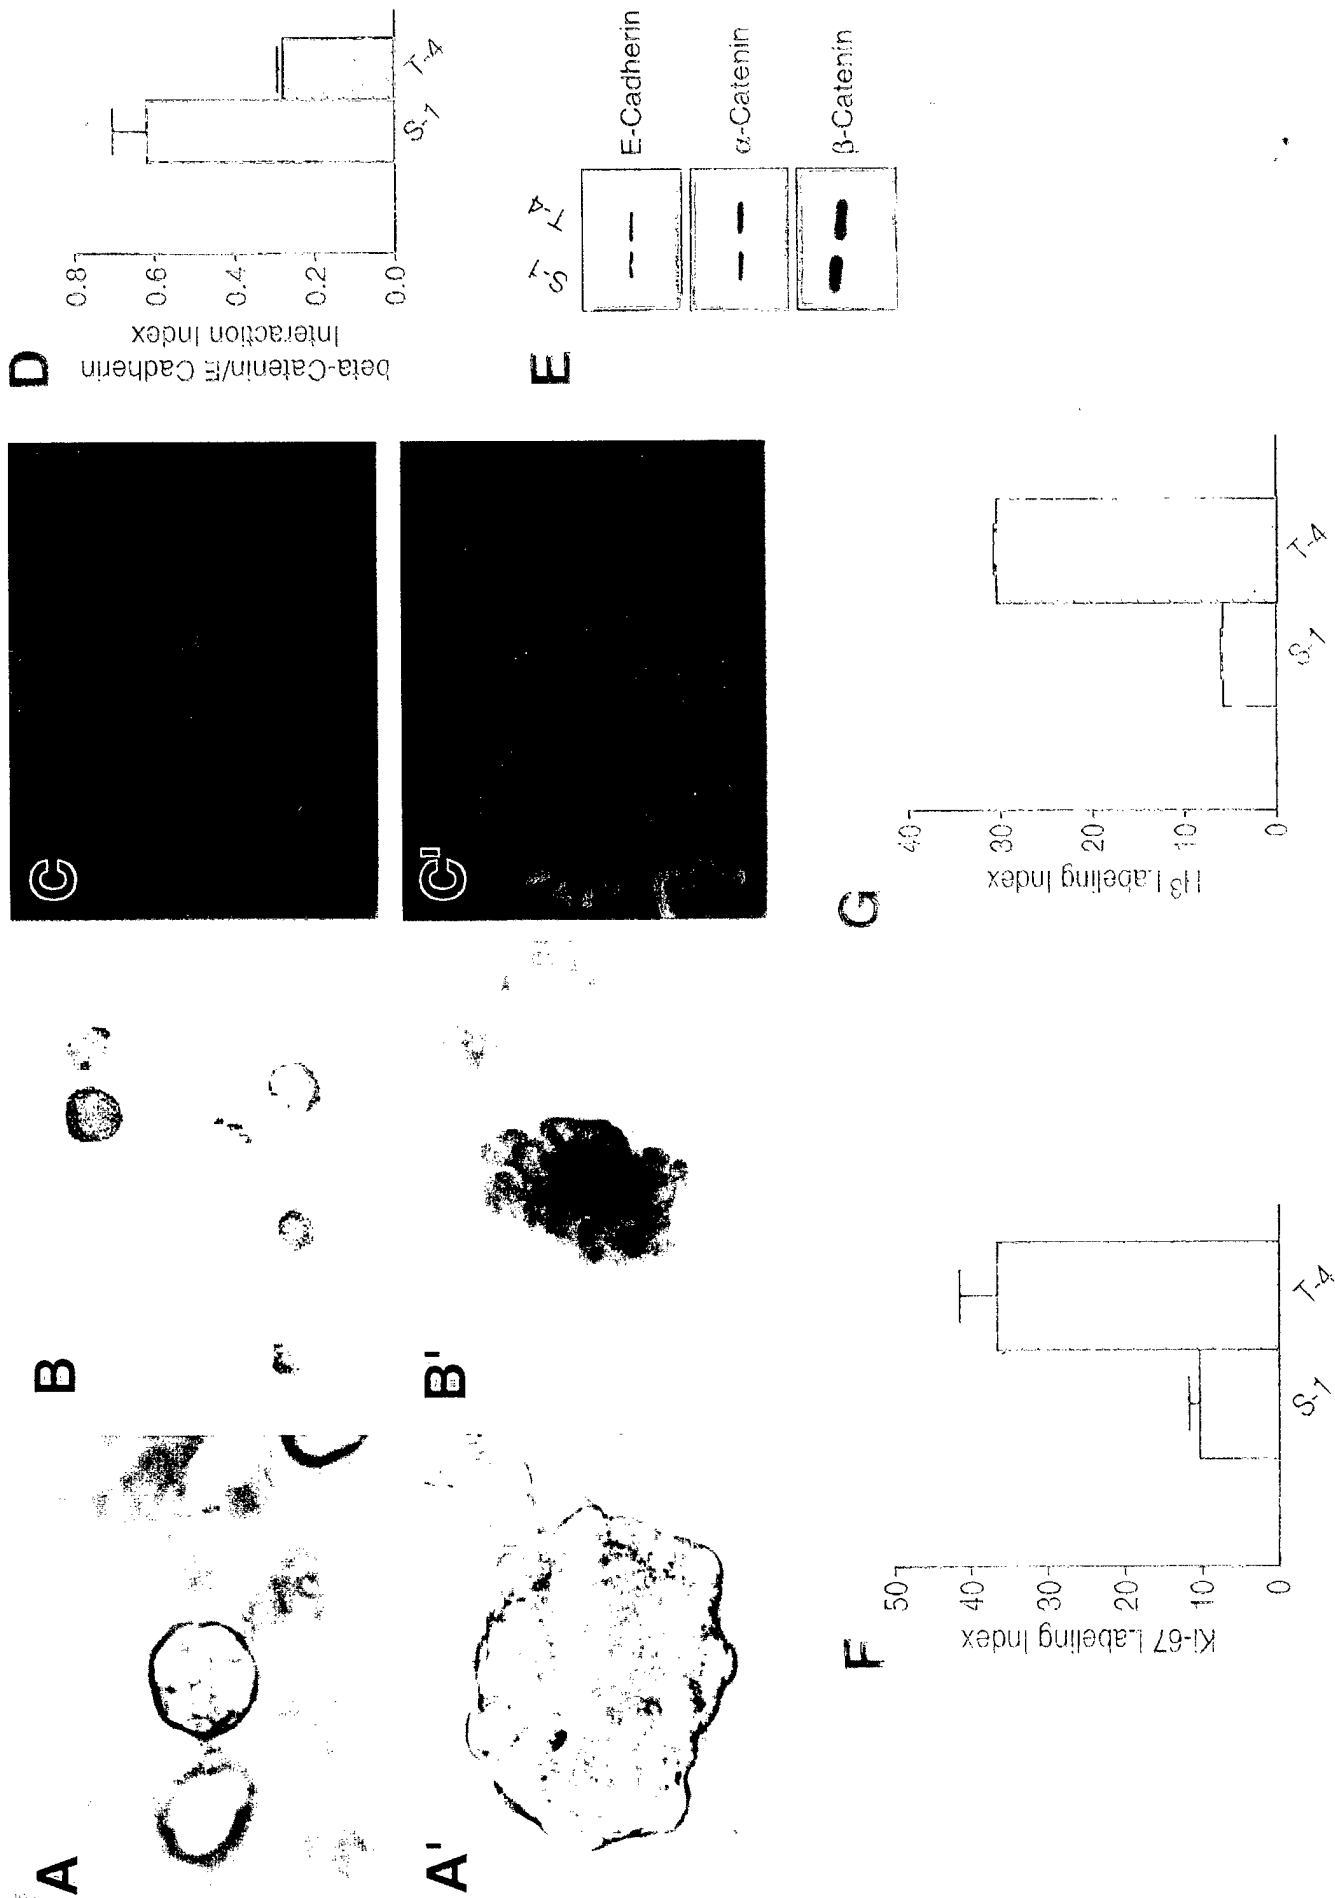 A
B
C
D
beta-Catenin/E Cadherin
Interaction Index
0.8
0.6
0.4
0.2
0.0
S-1
T-4
A'
B'
C'
E
S-1
T-4
E-Cadherin
α-Catenin
β-Catenin
F
Ki-67 Labeling Index
50
40
30
20
10
0
S-1
T-4
G
H³ Labeling Index
40
30
20
10
0
S-1
T-4